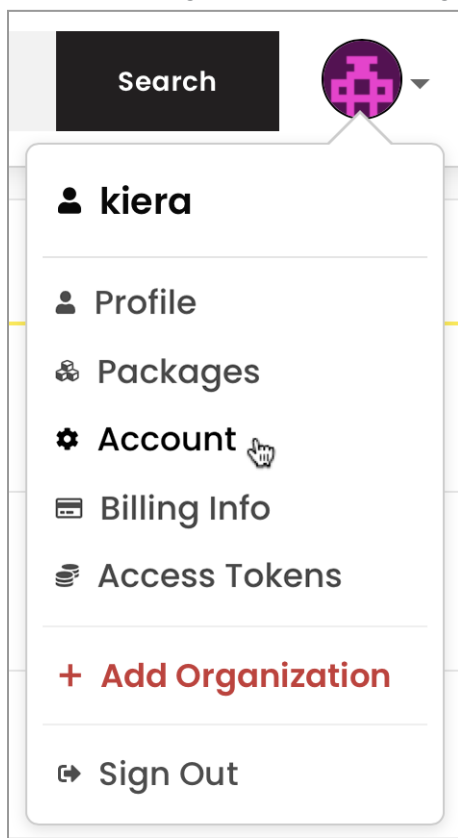 Search
kiera
Profile
Packages
Account
Billing Info
Access Tokens
+ Add Organization
Sign Out